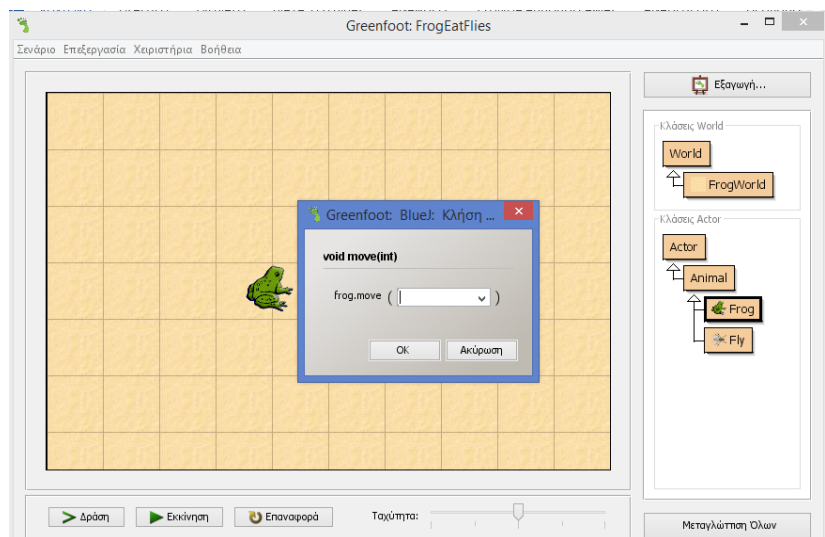 Greenfoot: FrogEatFlies
Σενάριο Επεξεργασία Χειριστήρια Βοήθεια
Εξαγωγή...
Κλάσεις World
World
FrogWorld
Κλάσεις Actor
Actor
Animal
Frog
Fly
Greenfoot: BlueJ: Κλήση ...
void move(int)
frog.move ( )
OK Ακύρωση
Δράση Εκκίνηση Επαναφορά Ταχύτητα:
Μεταγλώττιση Όλων